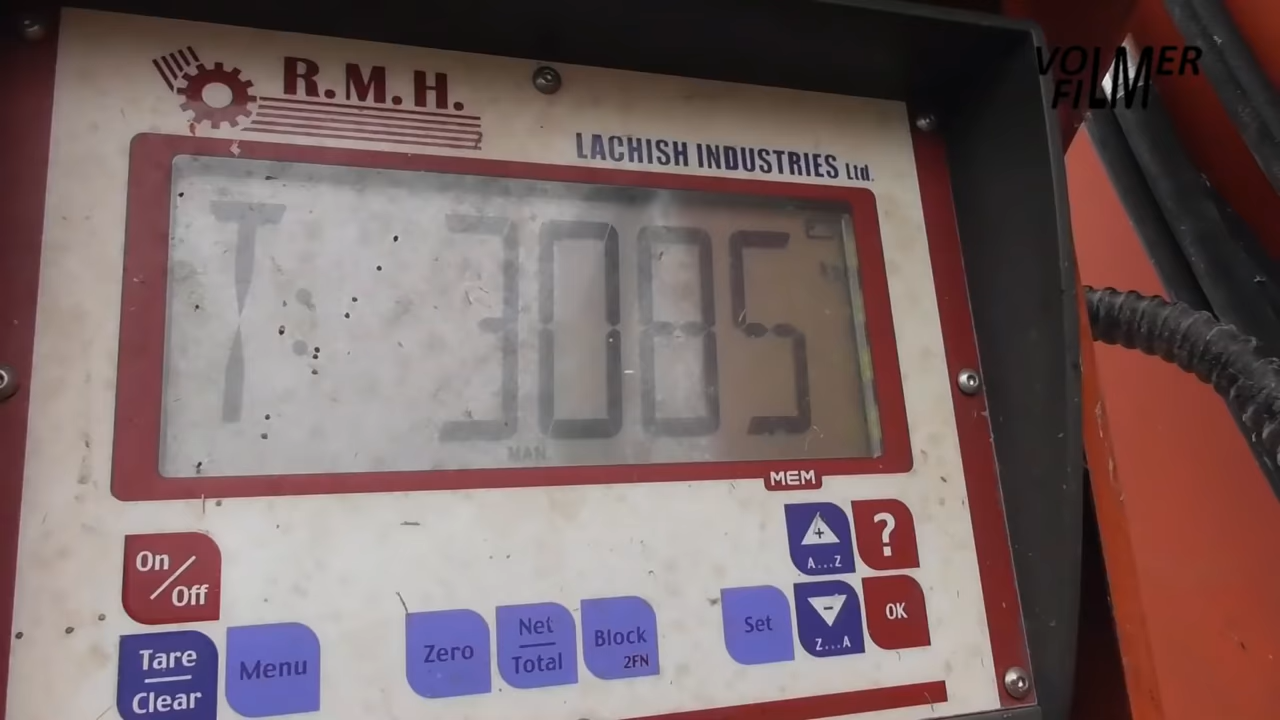 VOLMER
FILM
R.M.H.
LACHISH INDUSTRIES Ltd.
T 3085
MAN
MEM
+
A...Z
?
On/Off
-
Z...A
OK
Set
Tare
Clear
Menu
Zero
Net
Total
Block
2FN